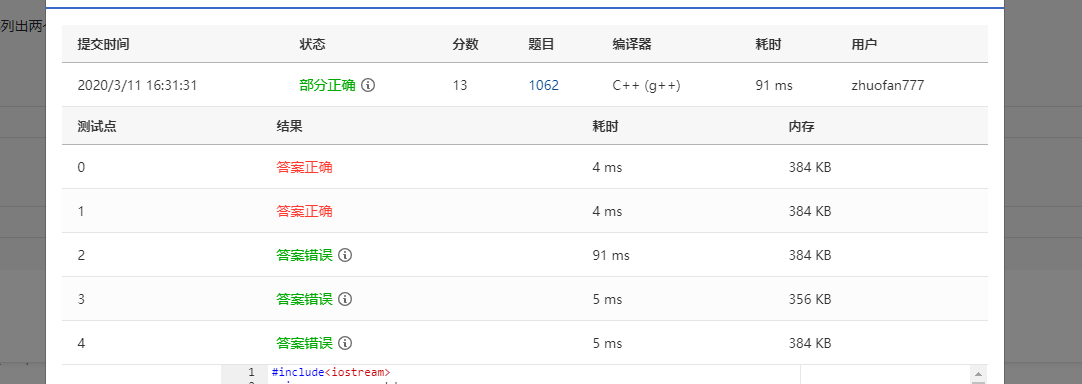 列出两个
提交时间 状态 分数 题目 编译器 耗时 用户
2020/3/11 16:31:31 部分正确 13 1062 C++ (g++) 91 ms zhuofan777
测试点 结果 耗时 内存
0 答案正确 4 ms 384 KB
1 答案正确 4 ms 384 KB
2 答案错误 91 ms 384 KB
3 答案错误 5 ms 356 KB
4 答案错误 5 ms 384 KB
1 #include<iostream>